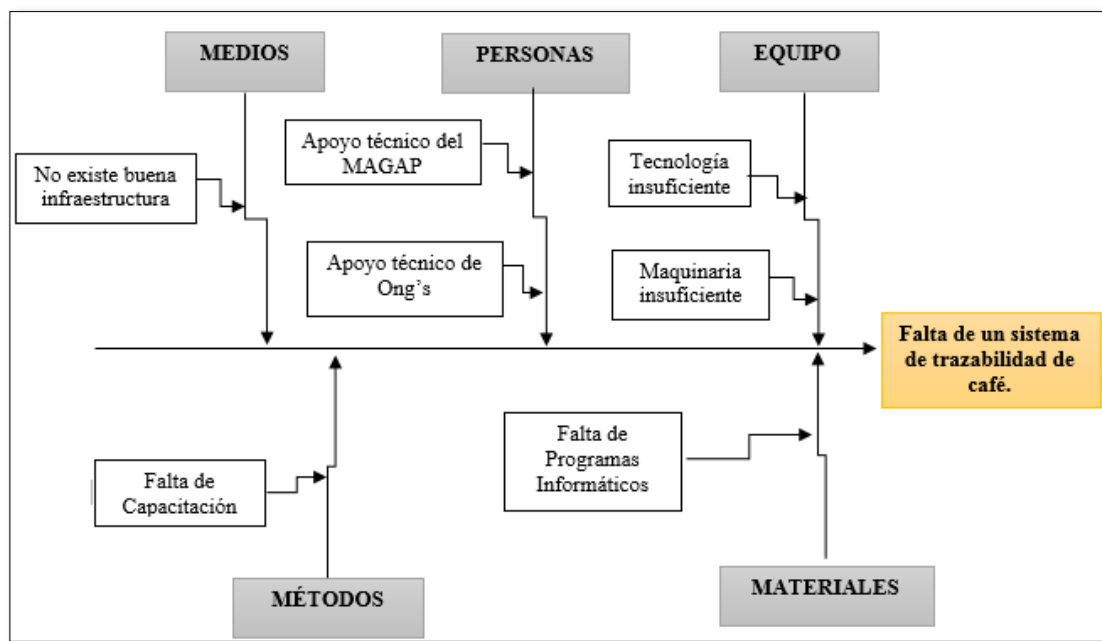 MEDIOS
PERSONAS
EQUIPO
No existe buena
infraestructura
Apoyo técnico del
MAGAP
Apoyo técnico de
Ong’s
Tecnología
insuficiente
Maquinaria
insuficiente
Falta de un sistema
de trazabilidad de
café.
Falta de
Capacitación
Falta de
Programas
Informáticos
MÉTODOS
MATERIALES